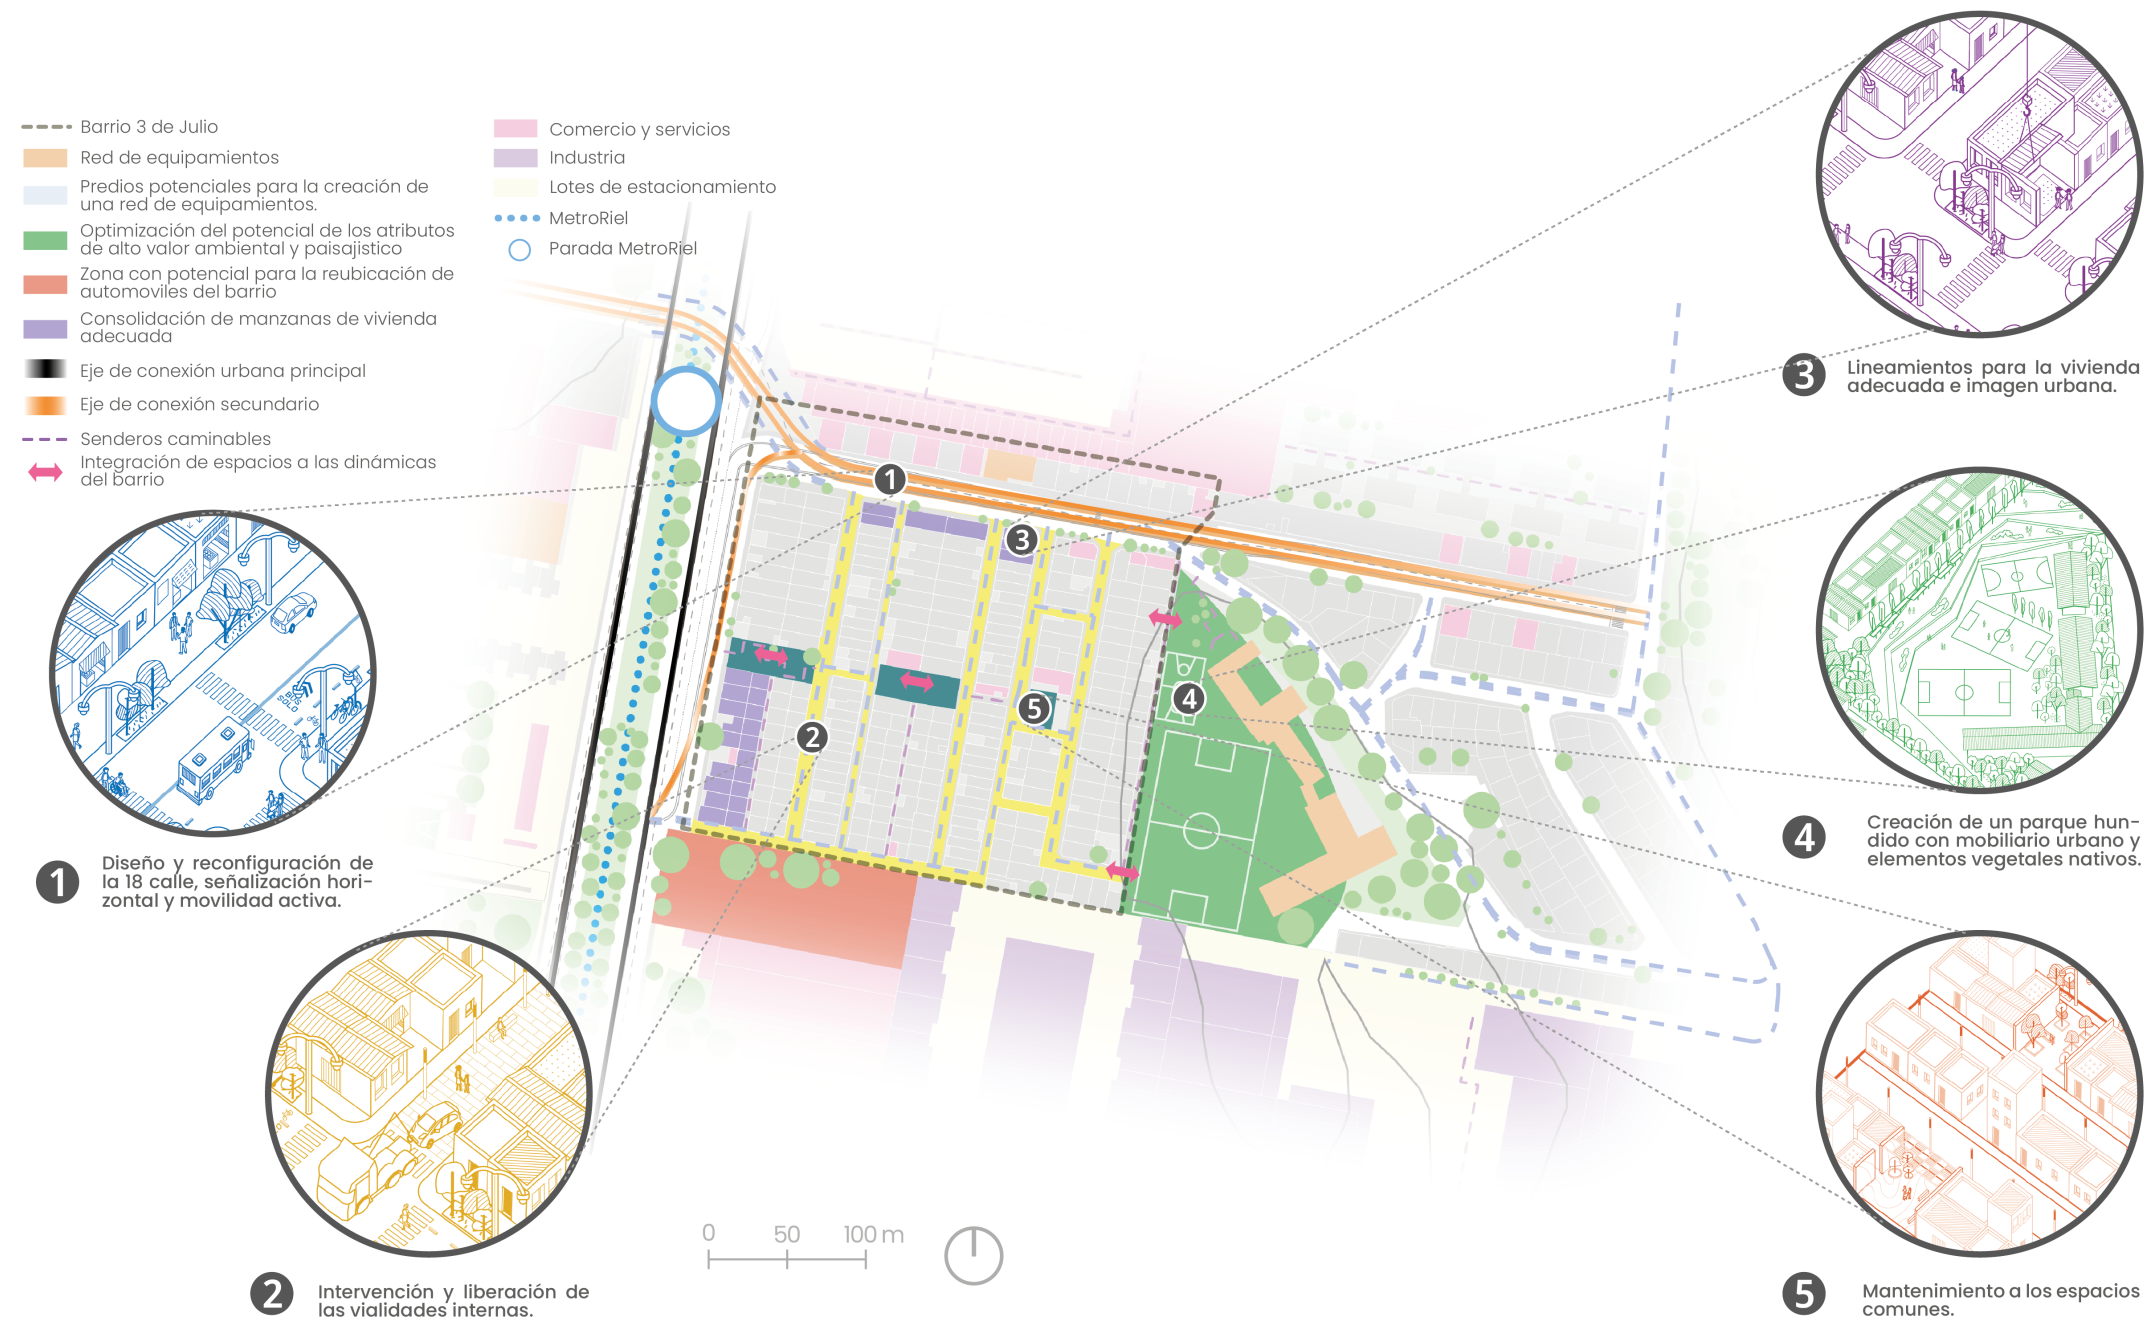 Barrio 3 de Julio
Red de equipamientos
Predios potenciales para la creación de
una red de equipamientos.
Optimización del potencial de los atributos
de alto valor ambiental y paisajistico
Zona con potencial para la reubicación de
automoviles del barrio
Consolidación de manzanas de vivienda
adecuada
Eje de conexión urbana principal
Eje de conexión secundario
Senderos caminables
Integración de espacios a las dinámicas
del barrio
Comercio y servicios
Industria
Lotes de estacionamiento
MetroRiel
Parada MetroRiel
1
2
3
4
5
SOLO
BUS
1
Diseño y reconfiguración de
la 18 calle, señalización hori-
zontal y movilidad activa.
2
Intervención y liberación de
las vialidades internas.
3
Lineamientos para la vivienda
adecuada e imagen urbana.
4
Creación de un parque hun-
dido con mobiliario urbano y
elementos vegetales nativos.
5
Mantenimiento a los espacios
comunes.
0 50 100 m